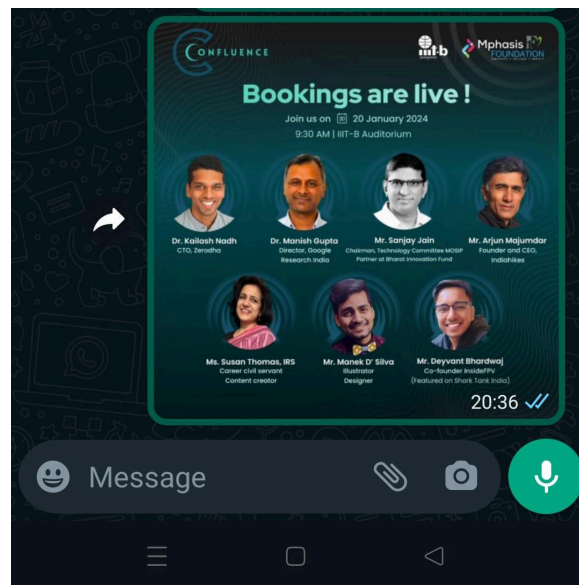 CONFLUENCE
iiit-b
Mphasis
FOUNDATION
Bookings are live !
Join us on 20 20 January 2024
9:30 AM | IIIT-B Auditorium
Dr. Kailash Nadh
CTO, Zerodha
Dr. Manish Gupta
Director, Google
Research India
Mr. Sanjay Jain
Chairman, Technology Committee MOSIP
Partner at Bharat Innovation Fund
Mr. Arjun Majumdar
Founder and CEO,
Indiahikes
Ms. Susan Thomas, IRS
Career civil servant
Content creator
Mr. Manek D' Silva
Illustrator
Designer
Mr. Deyvant Bhardwaj
Co-founder InsideFPV
(Featured on Shark Tank India)
20:36
Message